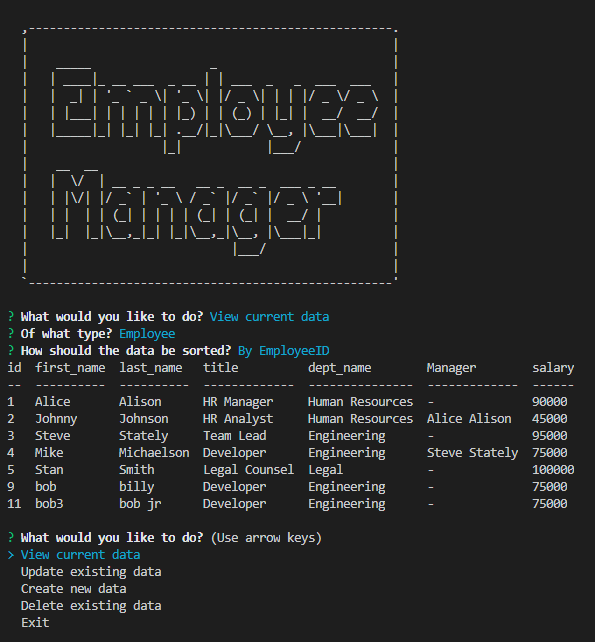 Employee
Manager
? What would you like to do? View current data
? Of what type? Employee
? How should the data be sorted? By EmployeeID
id  first_name  last_name  title          dept_name        Manager        salary
--  ----------  ---------  -------------  ---------------  -------------  ------
1   Alice       Alison     HR Manager     Human Resources  -              90000
2   Johnny      Johnson    HR Analyst     Human Resources  Alice Alison   45000
3   Steve       Stately    Team Lead      Engineering      -              95000
4   Mike        Michaelson Developer      Engineering      Steve Stately  75000
5   Stan        Smith      Legal Counsel  Legal            -              100000
9   bob         billy      Developer      Engineering      -              75000
11  bob3        bob jr     Developer      Engineering      -              75000
? What would you like to do? (Use arrow keys)
> View current data
Update existing data
Create new data
Delete existing data
Exit